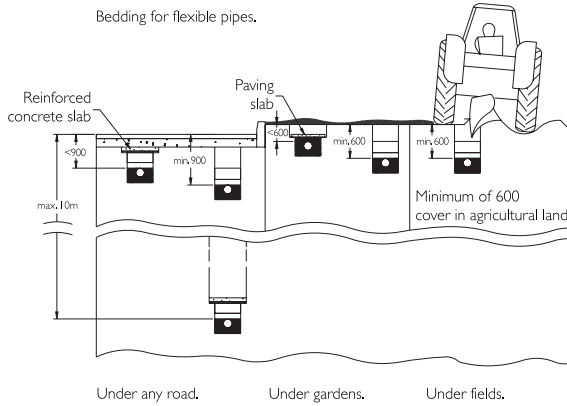 Bedding for flexible pipes.
Reinforced
concrete slab
Paving
slab
<900
min. 900
<600
min. 600
min. 600
max. 10m
Minimum of 600
cover in agricultural land
Under any road.
Under gardens.
Under fields.